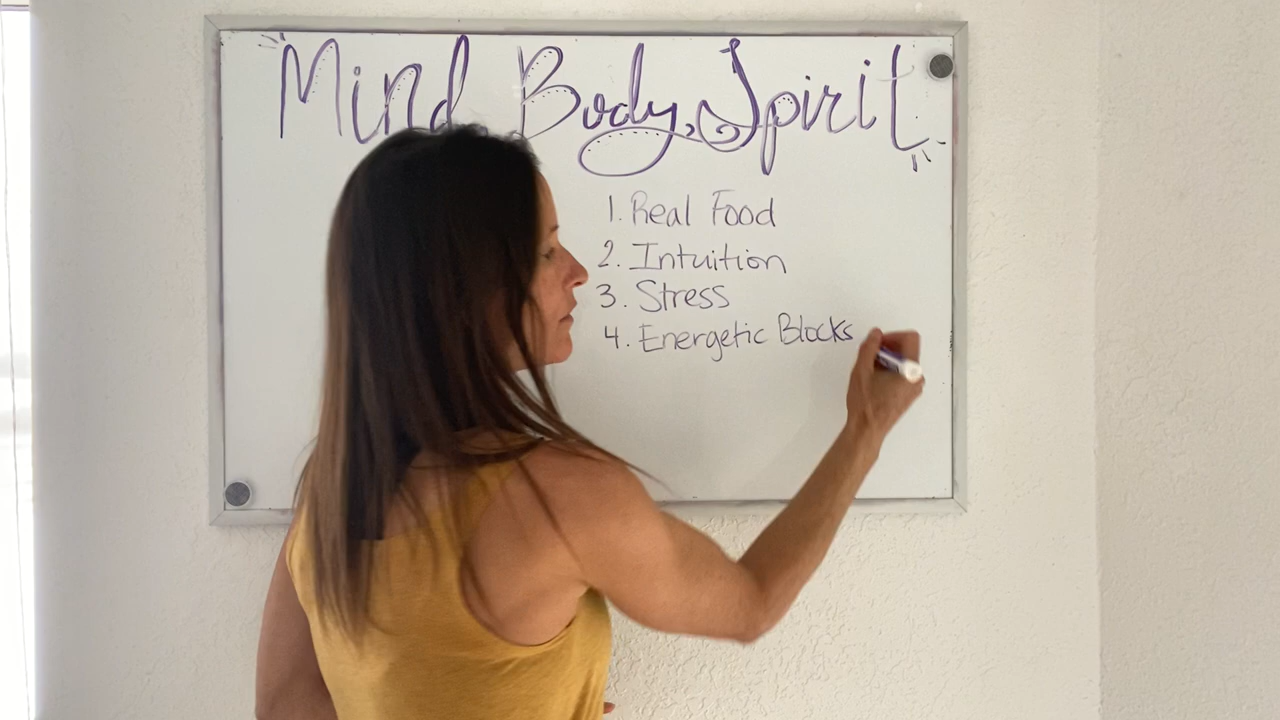 Mind Body, Spirit
1. Real Food
2. Intuition
3. Stress
4. Energetic Blocks